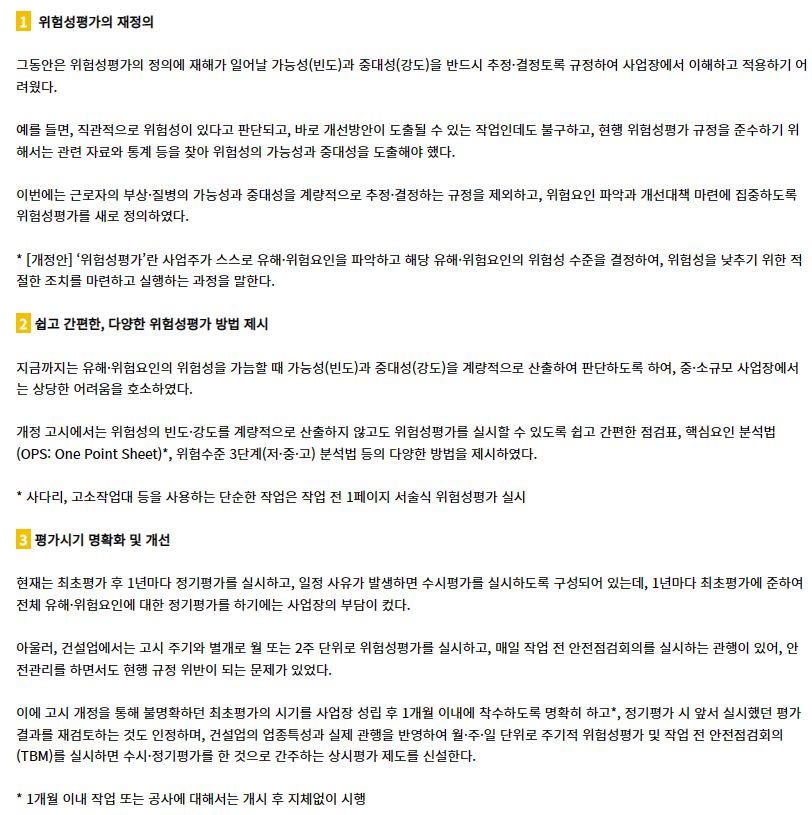 1 위험성평가의 재정의
그동안은 위험성평가의 정의에 재해가 일어날 가능성(빈도)과 중대성(강도)을 반드시 추정·결정토록 규정하여 사업장에서 이해하고 적용하기 어
려웠다.
예를 들면, 직관적으로 위험성이 있다고 판단되고, 바로 개선방안이 도출될 수 있는 작업인데도 불구하고, 현행 위험성평가 규정을 준수하기 위
해서는 관련 자료와 통계 등을 찾아 위험성의 가능성과 중대성을 도출해야 했다.
이번에는 근로자의 부상·질병의 가능성과 중대성을 계량적으로 추정·결정하는 규정을 제외하고, 위험요인 파악과 개선대책 마련에 집중하도록
위험성평가를 새로 정의하였다.
* [개정안] ‘위험성평가’란 사업주가 스스로 유해·위험요인을 파악하고 해당 유해·위험요인의 위험성 수준을 결정하여, 위험성을 낮추기 위한 적
절한 조치를 마련하고 실행하는 과정을 말한다.
2 쉽고 간편한, 다양한 위험성평가 방법 제시
지금까지는 유해·위험요인의 위험성을 가늠할 때 가능성(빈도)과 중대성(강도)을 계량적으로 산출하여 판단하도록 하여, 중·소규모 사업장에서
는 상당한 어려움을 호소하였다.
개정 고시에서는 위험성의 빈도·강도를 계량적으로 산출하지 않고도 위험성평가를 실시할 수 있도록 쉽고 간편한 점검표, 핵심요인 분석법
(OPS: One Point Sheet)*, 위험수준 3단계(저·중·고) 분석법 등의 다양한 방법을 제시하였다.
* 사다리, 고소작업대 등을 사용하는 단순한 작업은 작업 전 1페이지 서술식 위험성평가 실시
3 평가시기 명확화 및 개선
현재는 최초평가 후 1년마다 정기평가를 실시하고, 일정 사유가 발생하면 수시평가를 실시하도록 구성되어 있는데, 1년마다 최초평가에 준하여
전체 유해·위험요인에 대한 정기평가를 하기에는 사업장의 부담이 컸다.
아울러, 건설업에서는 고시 주기와 별개로 월 또는 2주 단위로 위험성평가를 실시하고, 매일 작업 전 안전점검회의를 실시하는 관행이 있어, 안
전관리를 하면서도 현행 규정 위반이 되는 문제가 있었다.
이에 고시 개정을 통해 불명확하던 최초평가의 시기를 사업장 성립 후 1개월 이내에 착수하도록 명확히 하고*, 정기평가 시 앞서 실시했던 평가
결과를 재검토하는 것도 인정하며, 건설업의 업종특성과 실제 관행을 반영하여 월·주·일 단위로 주기적 위험성평가 및 작업 전 안전점검회의
(TBM)를 실시하면 수시·정기평가를 한 것으로 간주하는 상시평가 제도를 신설한다.
* 1개월 이내 작업 또는 공사에 대해서는 개시 후 지체없이 시행